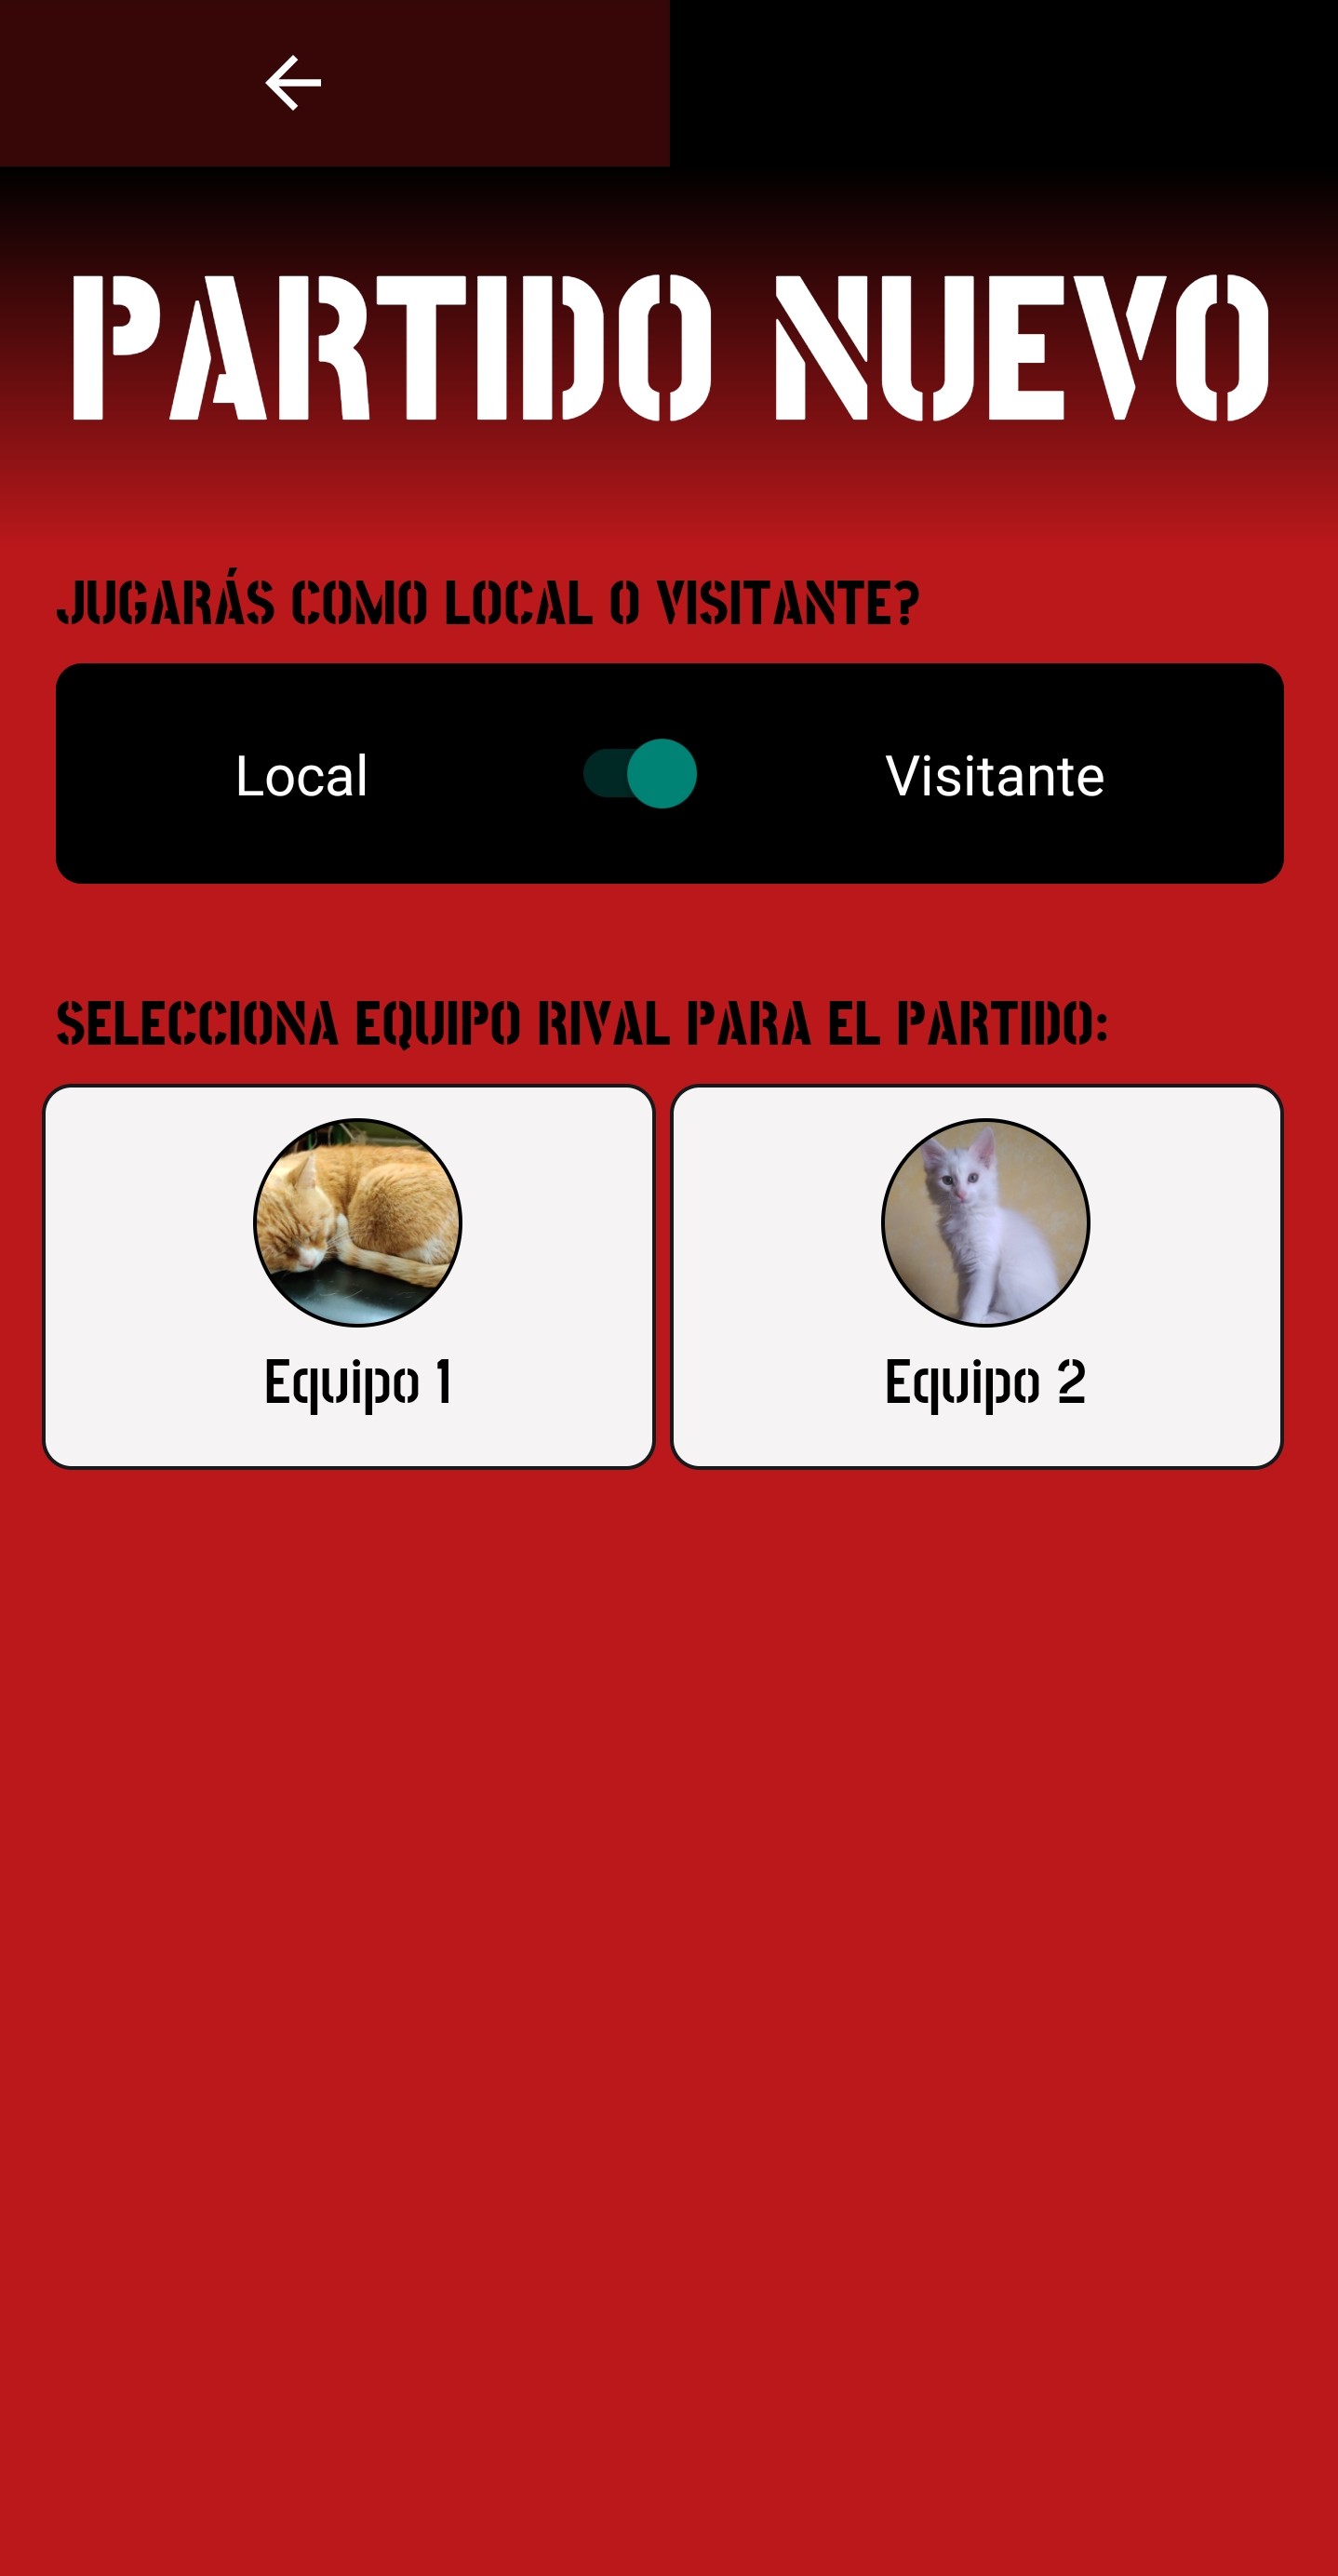 PARTIDO NUEVO
JUGARÁS COMO LOCAL O VISITANTE?
Local
Visitante
SELECCIONA EQUIPO RIVAL PARA EL PARTIDO:
Equipo 1
Equipo 2